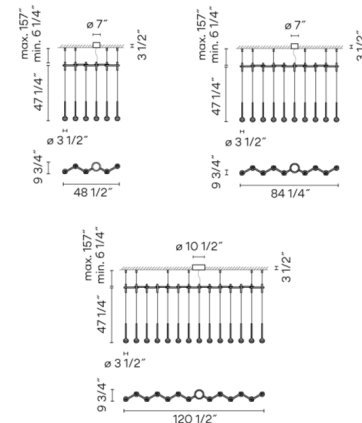 ø 7″
max. 157″
min. 6 1/4″
3 1/2″
47 1/4″
ø 3 1/2″
9 3/4″
48 1/2″
ø 7″
max. 157″
min. 6 1/4″
3 1/2″
47 1/4″
ø 3 1/2″
9 3/4″
84 1/4″
ø 10 1/2″
max. 157″
min. 6 1/4″
3 1/2″
47 1/4″
ø 3 1/2″
9 3/4″
120 1/2″